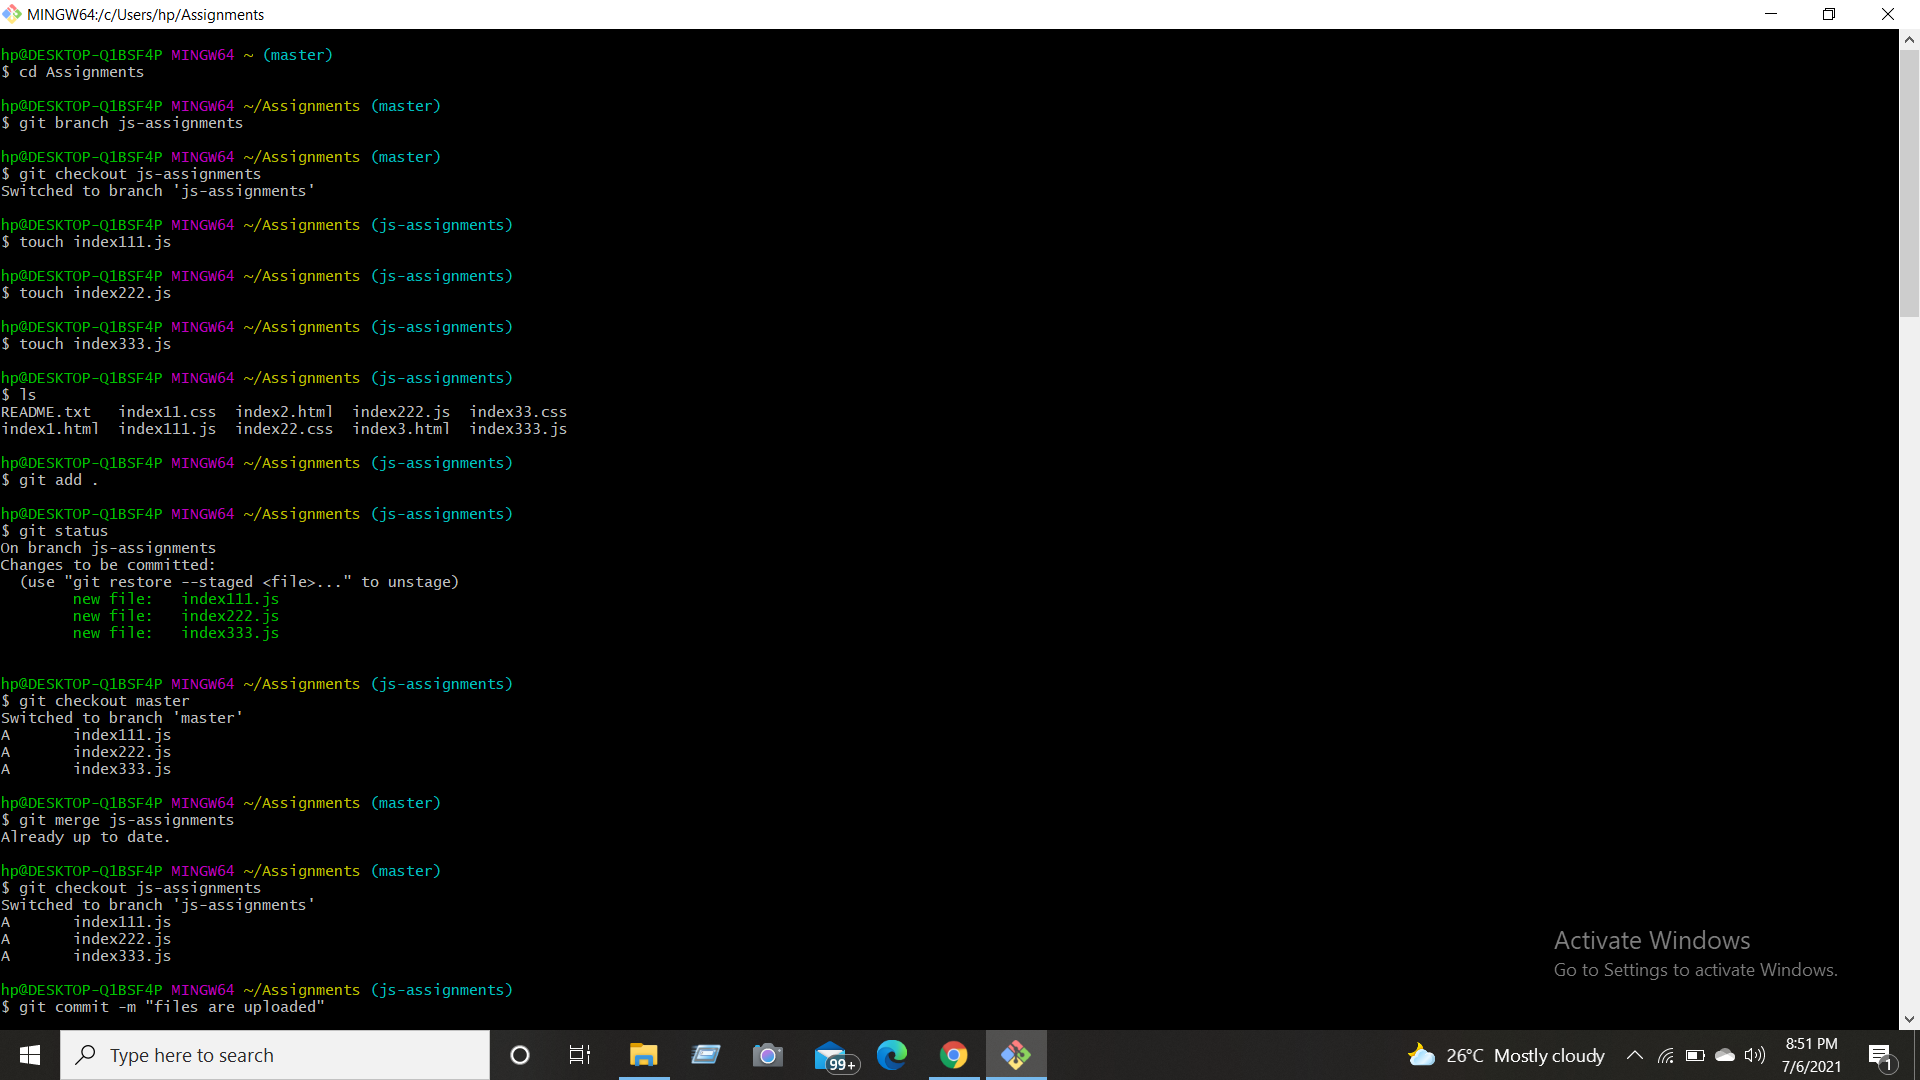 MINGW64:/c/Users/hp/Assignments
hp@DESKTOP-Q1BSF4P MINGW64 ~ (master)
$ cd Assignments
hp@DESKTOP-Q1BSF4P MINGW64 ~/Assignments (master)
$ git branch js-assignments
hp@DESKTOP-Q1BSF4P MINGW64 ~/Assignments (master)
$ git checkout js-assignments
Switched to branch 'js-assignments'
hp@DESKTOP-Q1BSF4P MINGW64 ~/Assignments (js-assignments)
$ touch index111.js
hp@DESKTOP-Q1BSF4P MINGW64 ~/Assignments (js-assignments)
$ touch index222.js
hp@DESKTOP-Q1BSF4P MINGW64 ~/Assignments (js-assignments)
$ touch index333.js
hp@DESKTOP-Q1BSF4P MINGW64 ~/Assignments (js-assignments)
$ ls
README.txt   index11.css  index2.html  index222.js  index33.css
index1.html  index111.js  index22.css  index3.html  index333.js
hp@DESKTOP-Q1BSF4P MINGW64 ~/Assignments (js-assignments)
$ git add .
hp@DESKTOP-Q1BSF4P MINGW64 ~/Assignments (js-assignments)
$ git status
On branch js-assignments
Changes to be committed:
  (use "git restore --staged <file>..." to unstage)
        new file:   index111.js
        new file:   index222.js
        new file:   index333.js
hp@DESKTOP-Q1BSF4P MINGW64 ~/Assignments (js-assignments)
$ git checkout master
Switched to branch 'master'
A       index111.js
A       index222.js
A       index333.js
hp@DESKTOP-Q1BSF4P MINGW64 ~/Assignments (master)
$ git merge js-assignments
Already up to date.
hp@DESKTOP-Q1BSF4P MINGW64 ~/Assignments (master)
$ git checkout js-assignments
Switched to branch 'js-assignments'
A       index111.js
A       index222.js
A       index333.js
hp@DESKTOP-Q1BSF4P MINGW64 ~/Assignments (js-assignments)
$ git commit -m "files are uploaded"
Activate Windows
Go to Settings to activate Windows.
Type here to search
99+
26°C Mostly cloudy
8:51 PM
7/6/2021
1